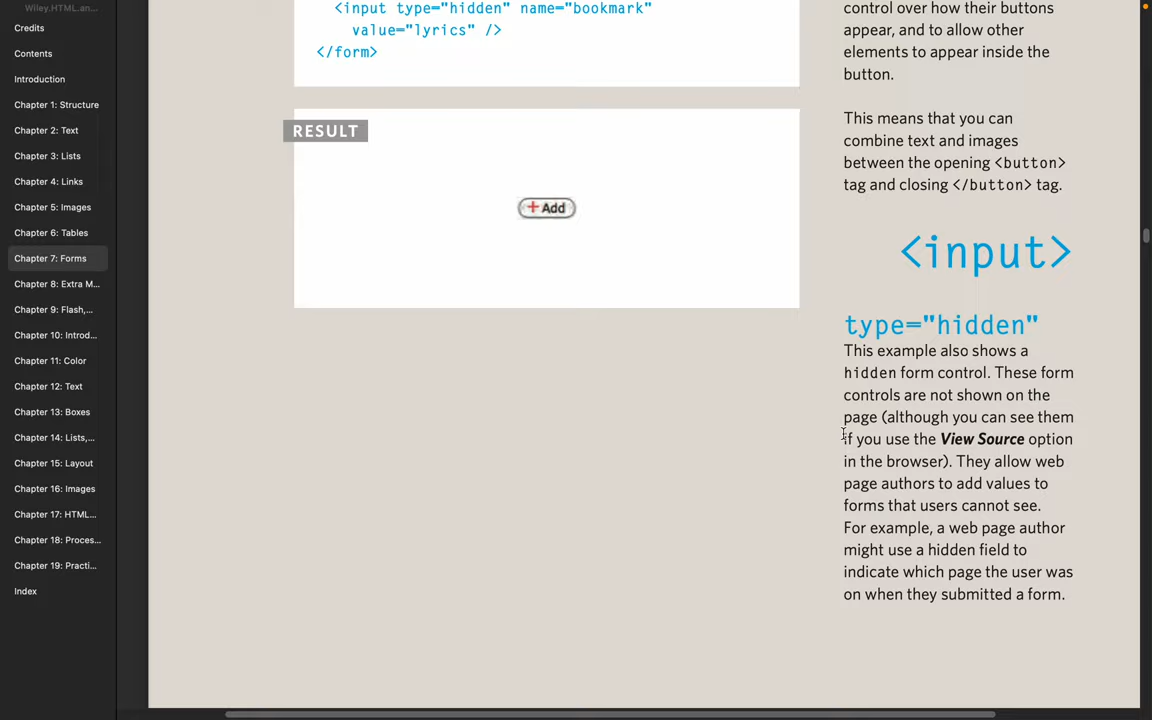 Wiley.HTML.an...
Credits
Contents
Introduction
Chapter 1: Structure
Chapter 2: Text
Chapter 3: Lists
Chapter 4: Links
Chapter 5: Images
Chapter 6: Tables
Chapter 7: Forms
Chapter 8: Extra M...
Chapter 9: Flash,...
Chapter 10: Introd...
Chapter 11: Color
Chapter 12: Text
Chapter 13: Boxes
Chapter 14: Lists,...
Chapter 15: Layout
Chapter 16: Images
Chapter 17: HTML...
Chapter 18: Proces...
Chapter 19: Practi...
Index
<input type="hidden" name="bookmark"
value="lyrics" />
</form>
RESULT
+ Add
control over how their buttons
appear, and to allow other
elements to appear inside the
button.
This means that you can
combine text and images
between the opening <button>
tag and closing </button> tag.
<input>
type="hidden"
This example also shows a
hidden form control. These form
controls are not shown on the
page (although you can see them
if you use the View Source option
in the browser). They allow web
page authors to add values to
forms that users cannot see.
For example, a web page author
might use a hidden field to
indicate which page the user was
on when they submitted a form.